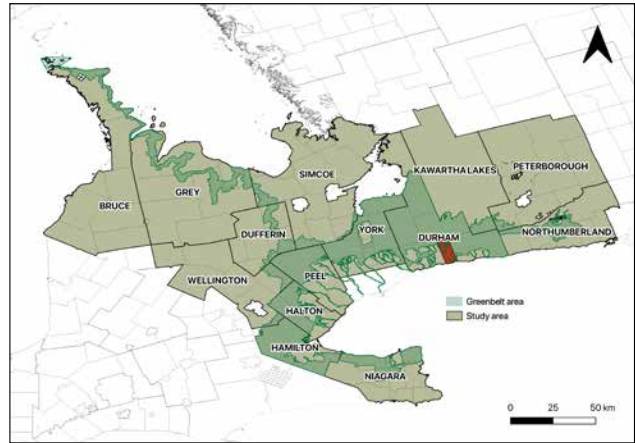 SIMCOE
KAWARTHA LAKES
PETERBOROUGH
BRUCE
GREY
DUFFERIN
YORK
DURHAM
NORTHUMBERLAND
WELLINGTON
PEEL
HALTON
HAMILTON
NIAGARA
Greenbelt area
Study area
0 25 50 km